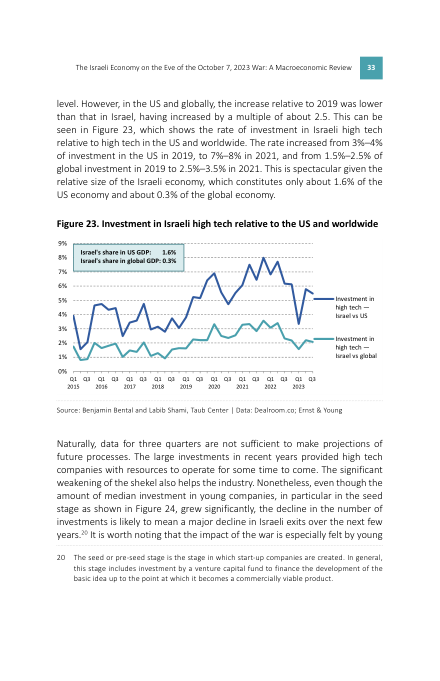 The Israeli Economy on the Eve of the October 7, 2023 War: A Macroeconomic Review 33
level. However, in the US and globally, the increase relative to 2019 was lower
than that in Israel, having increased by a multiple of about 2.5. This can be
seen in Figure 23, which shows the rate of investment in Israeli high tech
relative to high tech in the US and worldwide. The rate increased from 3%–4%
of investment in the US in 2019, to 7%–8% in 2021, and from 1.5%–2.5% of
global investment in 2019 to 2.5%–3.5% in 2021. This is spectacular given the
relative size of the Israeli economy, which constitutes only about 1.6% of the
US economy and about 0.3% of the global economy.
Figure 23. Investment in Israeli high tech relative to the US and worldwide
9%
8%
7%
6%
5%
4%
3%
2%
1%
0%
Israel's share in US GDP: 1.6%
Israel's share in global GDP: 0.3%
Investment in
high tech —
Israel vs US
Investment in
high tech —
Israel vs global
Q1 Q3 Q1 Q3 Q1 Q3 Q1 Q3 Q1 Q3 Q1 Q3 Q1 Q3 Q1 Q3 Q1 Q3
2015 2016 2017 2018 2019 2020 2021 2022 2023
Source: Benjamin Bental and Labib Shami, Taub Center | Data: Dealroom.co; Ernst & Young
Naturally, data for three quarters are not sufficient to make projections of
future processes. The large investments in recent years provided high tech
companies with resources to operate for some time to come. The significant
weakening of the shekel also helps the industry. Nonetheless, even though the
amount of median investment in young companies, in particular in the seed
stage as shown in Figure 24, grew significantly, the decline in the number of
investments is likely to mean a major decline in Israeli exits over the next few
years.20 It is worth noting that the impact of the war is especially felt by young
20 The seed or pre-seed stage is the stage in which start-up companies are created. In general,
this stage includes investment by a venture capital fund to finance the development of the
basic idea up to the point at which it becomes a commercially viable product.